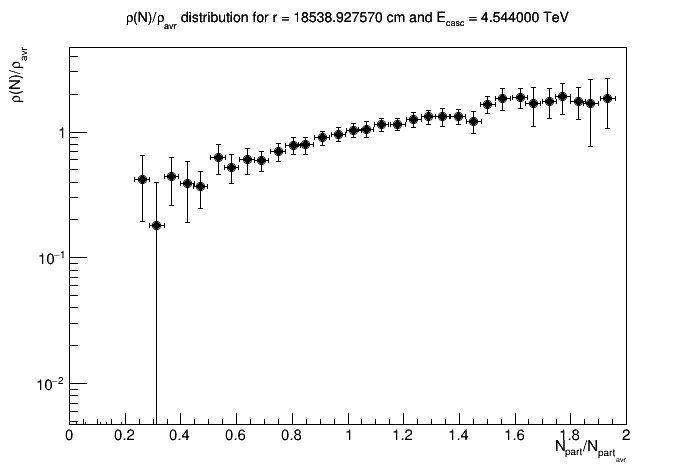 ρ(N)/ρavr distribution for r = 18538.927570 cm and Ecasc = 4.544000 TeV
ρ(N)/ρavr
1
10−1
10−2
0 0.2 0.4 0.6 0.8 1 1.2 1.4 1.6 1.8 2
Npart/Npartavr